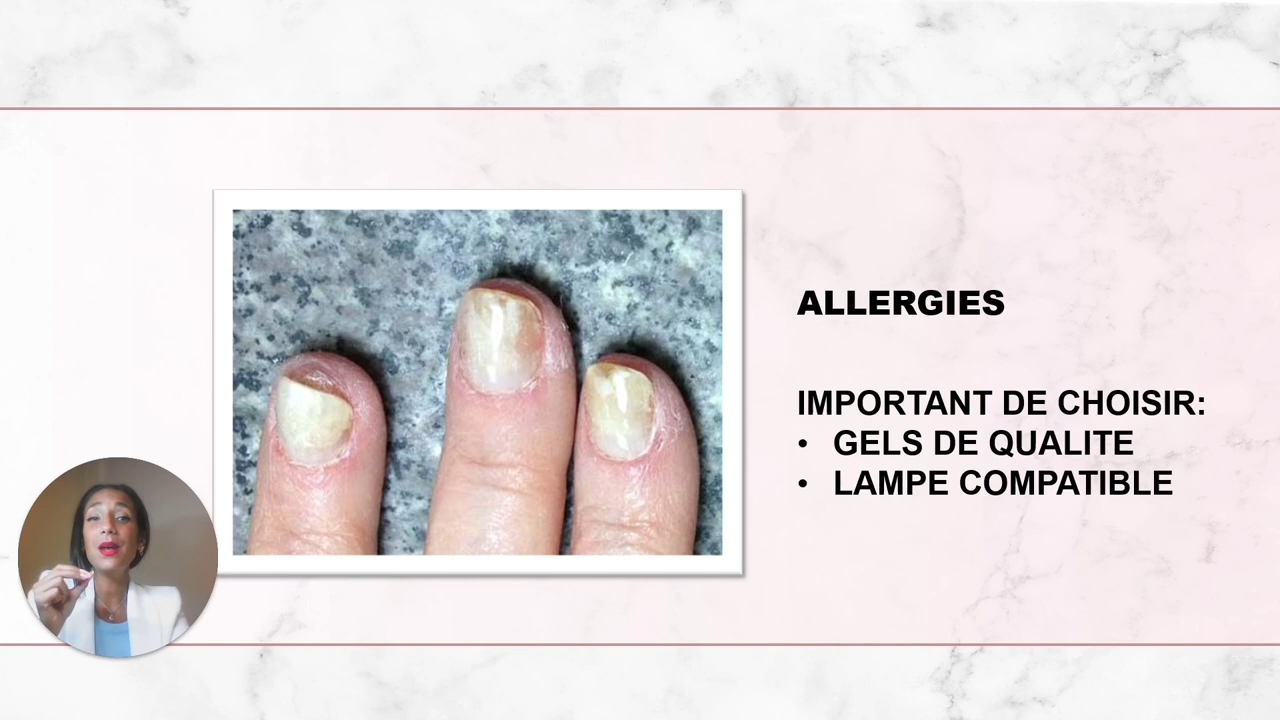 ALLERGIES
IMPORTANT DE CHOISIR:
• GELS DE QUALITE
• LAMPE COMPATIBLE